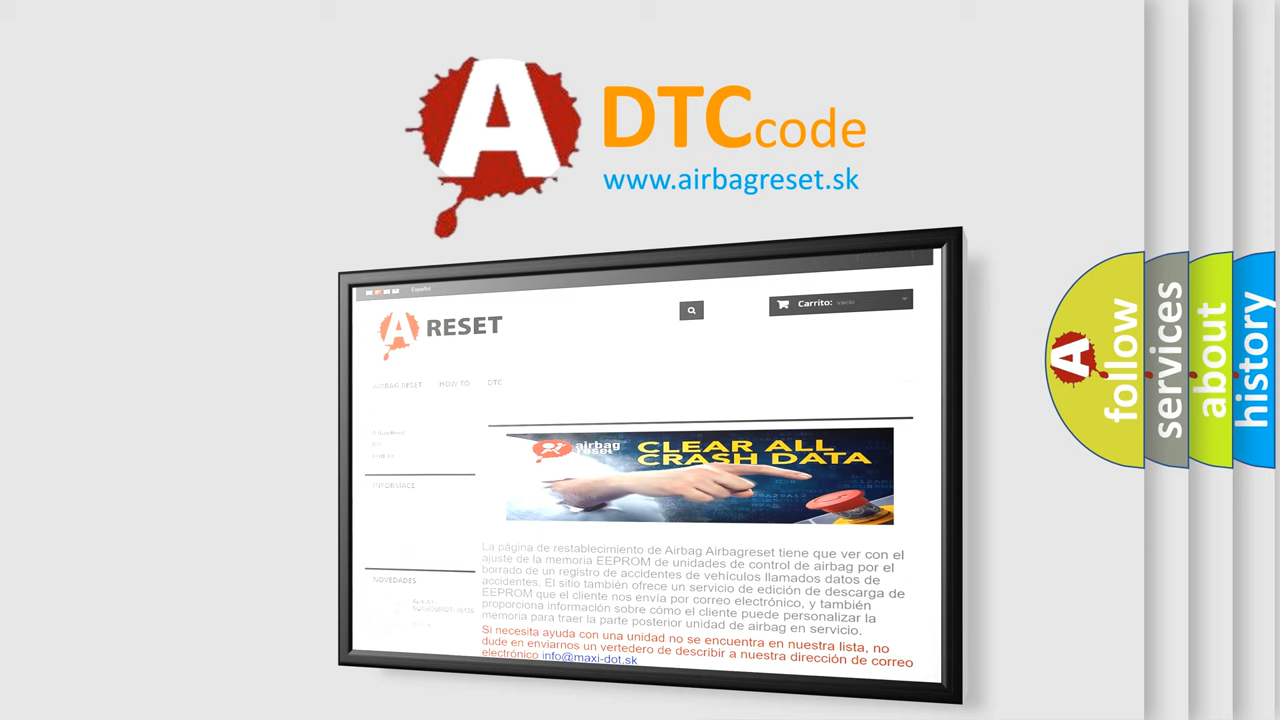 A
DTCcode
www.airbagreset.sk
Español
A RESET
Carrito: vacío
AIRBAG RESET HOW TO DTC
Airbag Reset
INFORMACE
NOVEDADES
airbag
reset
CLEAR ALL
CRASH DATA
La página de restablecimiento de Airbag Airbagreset tiene que ver con el
ajuste de la memoria EEPROM de unidades de control de airbag por el
borrado de un registro de accidentes de vehículos llamados datos de
accidentes. El sitio también ofrece un servicio de edición de descarga de
EEPROM que el cliente nos envía por correo electrónico, y también
proporciona información sobre cómo el cliente puede personalizar la
memoria para traer la parte posterior unidad de airbag en servicio.
Si necesita ayuda con una unidad no se encuentra en nuestra lista, no
dude en enviarnos un vertedero de describir a nuestra dirección de correo
electrónico info@maxi-dot.sk
A
follow
services
about
history